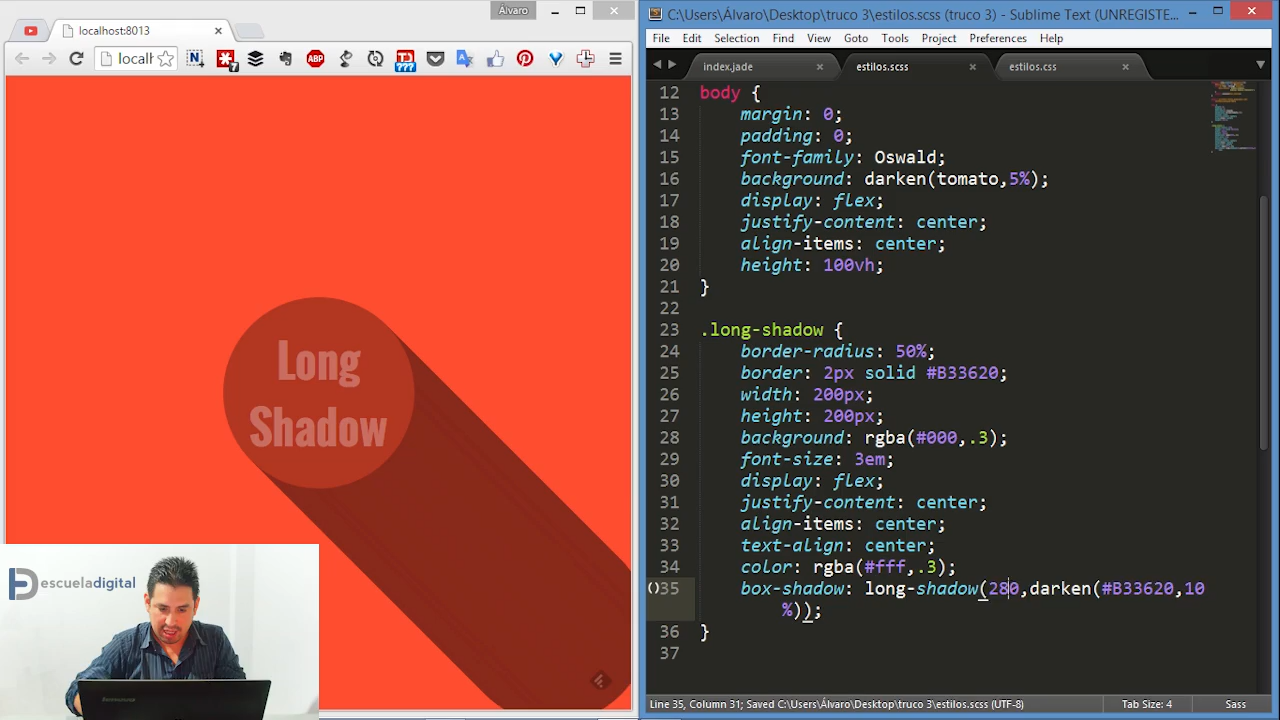 Álvaro
C:\Users\Álvaro\Desktop\truco 3\estilos.scss (truco 3) - Sublime Text (UNREGISTE...
localhost:8013
File Edit Selection Find View Goto Tools Project Preferences Help
locall
N
7
ABP
???
index.jade
estilos.scss
estilos.css
12 body {
13 margin: 0;
14 padding: 0;
15 font-family: Oswald;
16 background: darken(tomato,5%);
17 display: flex;
18 justify-content: center;
19 align-items: center;
20 height: 100vh;
21 }
22
23 .long-shadow {
24 border-radius: 50%;
25 border: 2px solid #B33620;
26 width: 200px;
27 height: 200px;
28 background: rgba(#000,.3);
29 font-size: 3em;
30 display: flex;
31 justify-content: center;
32 align-items: center;
33 text-align: center;
34 color: rgba(#fff,.3);
35 box-shadow: long-shadow(280,darken(#B33620,10
%));
36 }
37
Long
Shadow
escueladigital
Line 35, Column 31; Saved C:\Users\Álvaro\Desktop\truco 3\estilos.scss (UTF-8)
Tab Size: 4
Sass